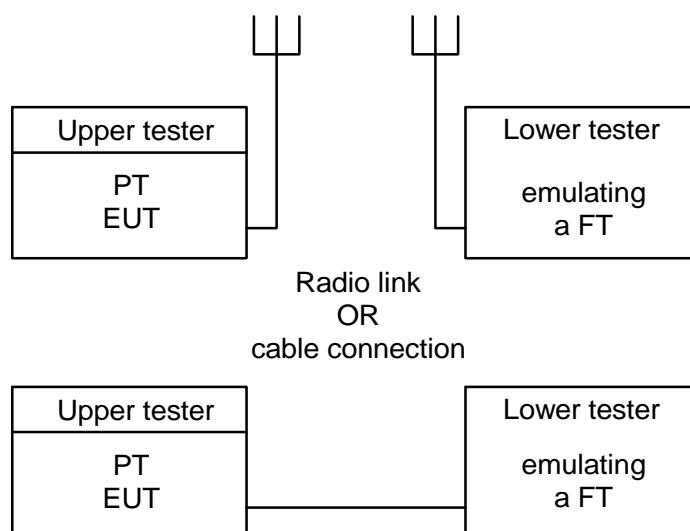 Upper tester
PT
EUT
Lower tester
emulating
a FT
Radio link
OR
cable connection
Upper tester
PT
EUT
Lower tester
emulating
a FT